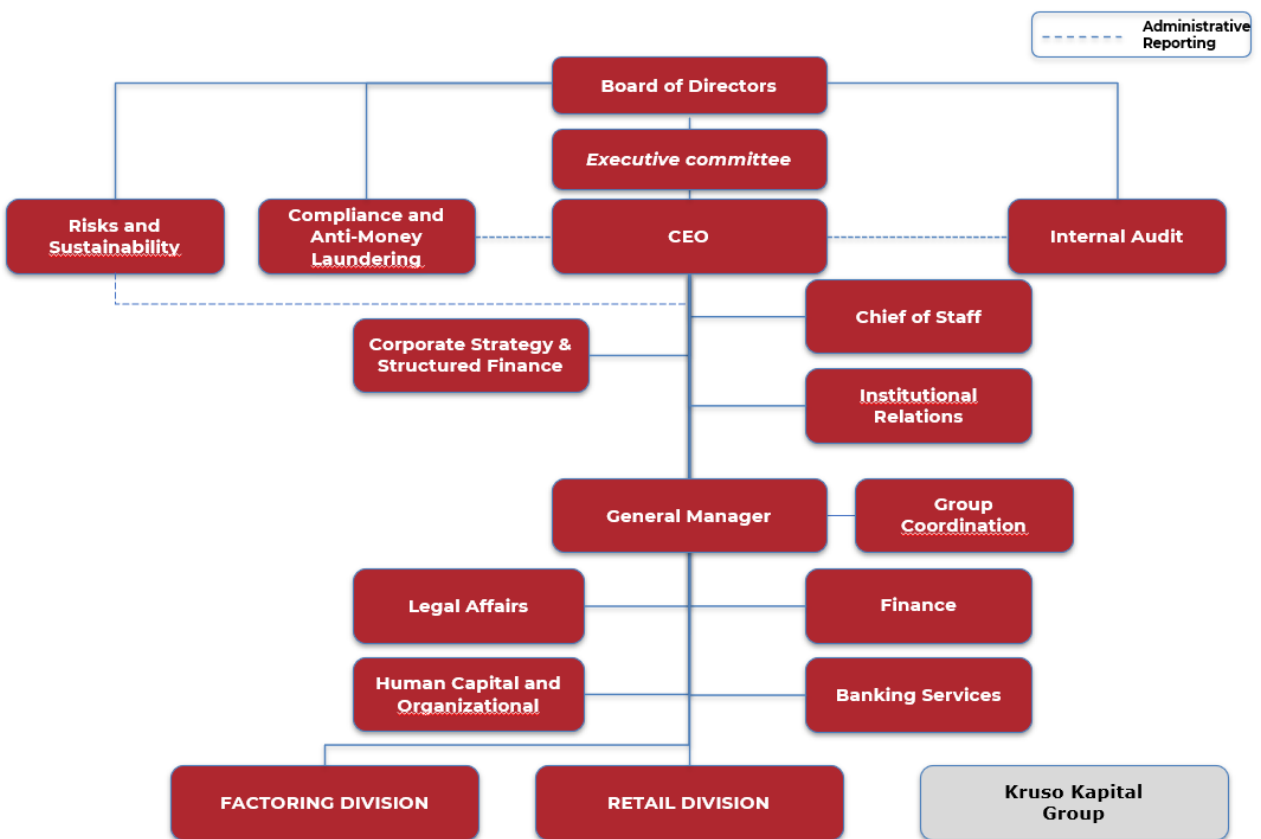 Administrative
Reporting
Board of Directors
Executive committee
Risks and
Sustainability
Compliance and
Anti-Money
Laundering
CEO
Internal Audit
Chief of Staff
Corporate Strategy &
Structured Finance
Institutional
Relations
General Manager
Group
Coordination
Legal Affairs
Finance
Human Capital and
Organizational
Banking Services
FACTORING DIVISION
RETAIL DIVISION
Kruso Kapital
Group